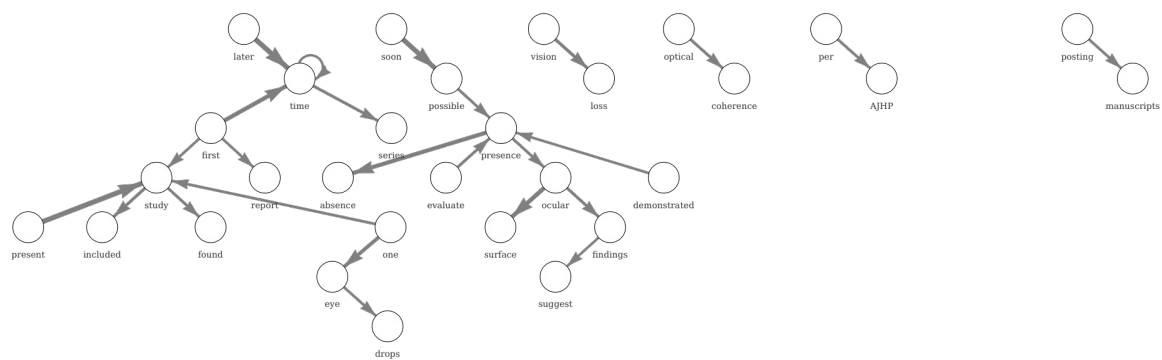 later
soon
vision
optical
per
posting
time
possible
loss
coherence
AJHP
manuscripts
first
series
presence
study
report
absence
evaluate
ocular
demonstrated
present
included
found
one
surface
findings
eye
suggest
drops